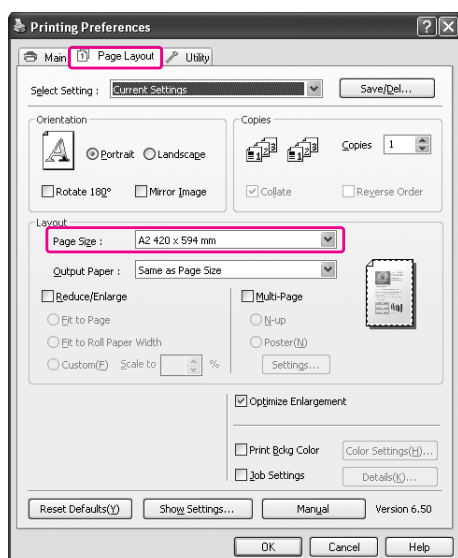 Printing Preferences
Main Page Layout Utility
Select Setting : Current Settings Save/Del...
Orientation
Portrait Landscape
Rotate 180° Mirror Image
Copies
Copies 1
Collate Reverse Order
Layout
Page Size : A2 420 x 594 mm
Output Paper : Same as Page Size
Reduce/Enlarge
Fit to Page
Fit to Roll Paper Width
Custom(F) Scale to %
Multi-Page
N-up
Poster(N)
Settings...
Optimize Enlargement
Print Bckg Color Color Settings(H)...
Job Settings Details(K)...
Reset Defaults(Y) Show Settings... Manual Version 6.50
OK Cancel Help